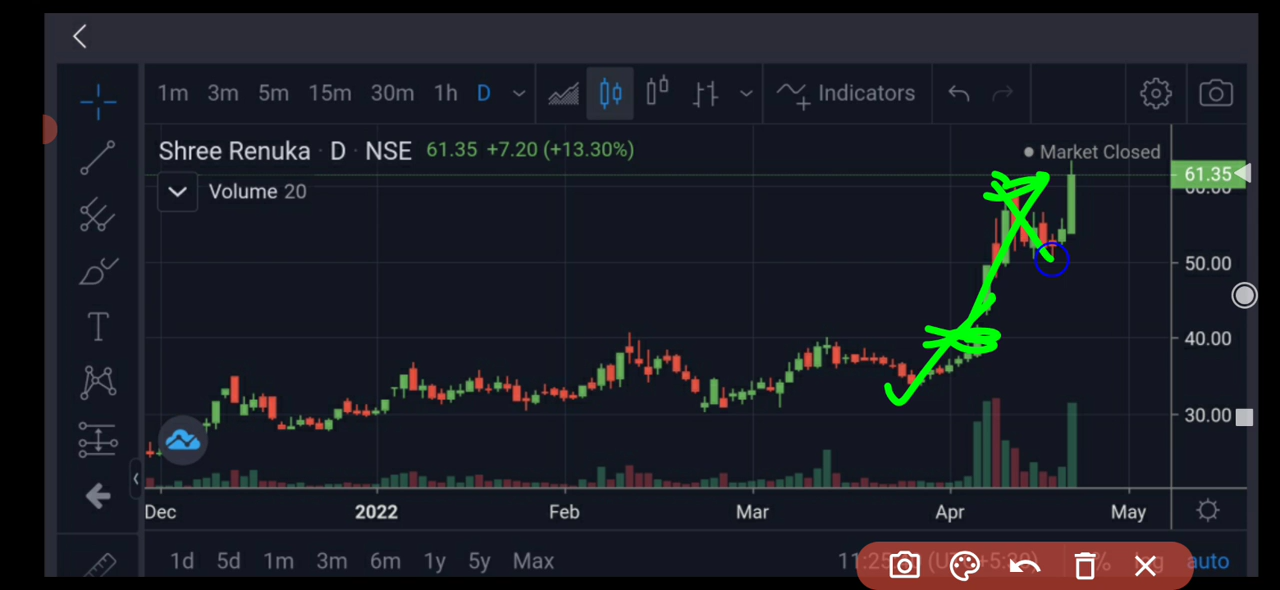 1m 3m 5m 15m 30m 1h D Indicators
Shree Renuka · D · NSE 61.35 +7.20 (+13.30%)
Market Closed
Volume 20
61.35
60.00
50.00
T
40.00
30.00
Dec 2022 Feb Mar Apr May
1d 5d 1m 3m 6m 1y 5y Max auto